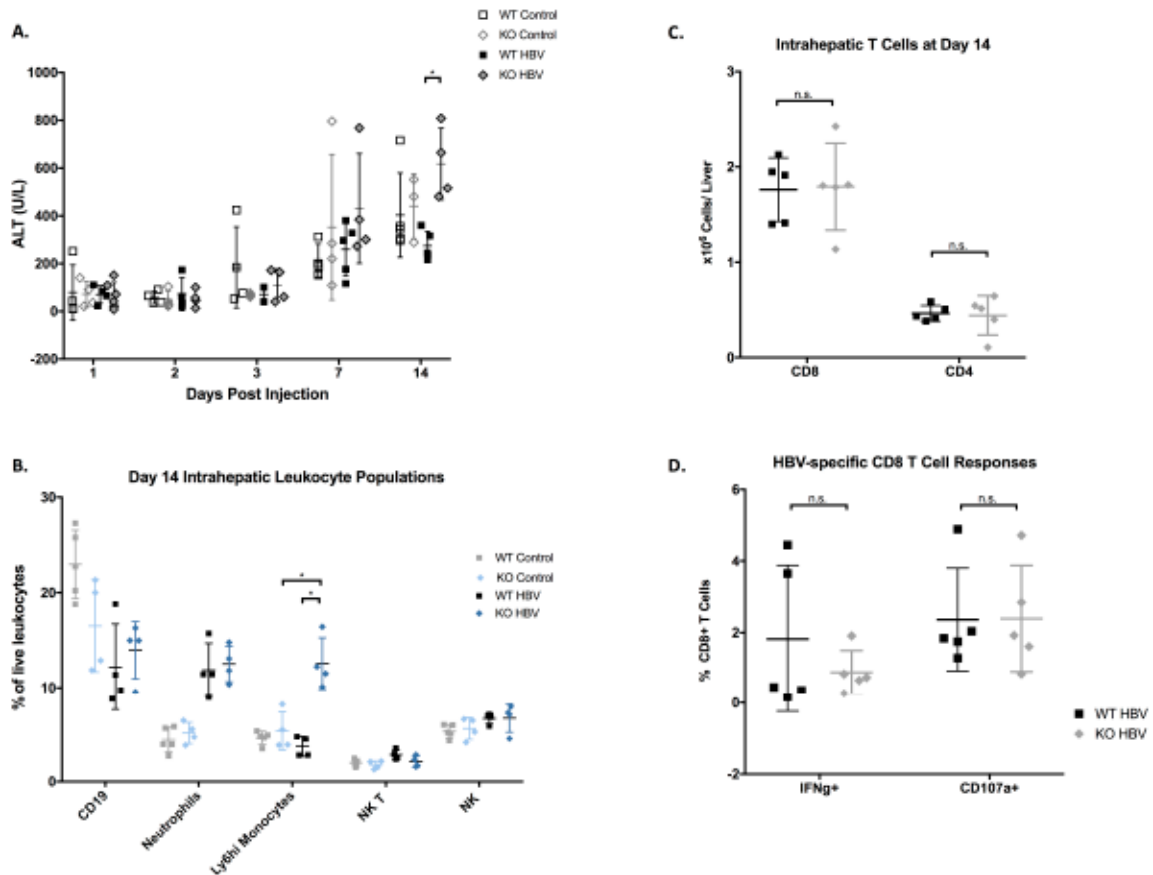 A.
WT Control
KO Control
WT HBV
KO HBV
*
1000
800
600
400
200
0
-200
ALT (U/L)
1 2 3 7 14
Days Post Injection
B.
Day 14 Intrahepatic Leukocyte Populations
30
20
10
0
% of live leukocytes
*
*
WT Control
KO Control
WT HBV
KO HBV
CD19
Neutrophils
Ly6hi Monocytes
NK T
NK
C.
Intrahepatic T Cells at Day 14
3
2
1
0
Cells/ Liver
n.s.
n.s.
CD8 CD4
D.
HBV-specific CD8 T Cell Responses
6
4
2
0
-2
% CD8+ T Cells
n.s. n.s.
WT HBV
KO HBV
IFNg+ CD107a+